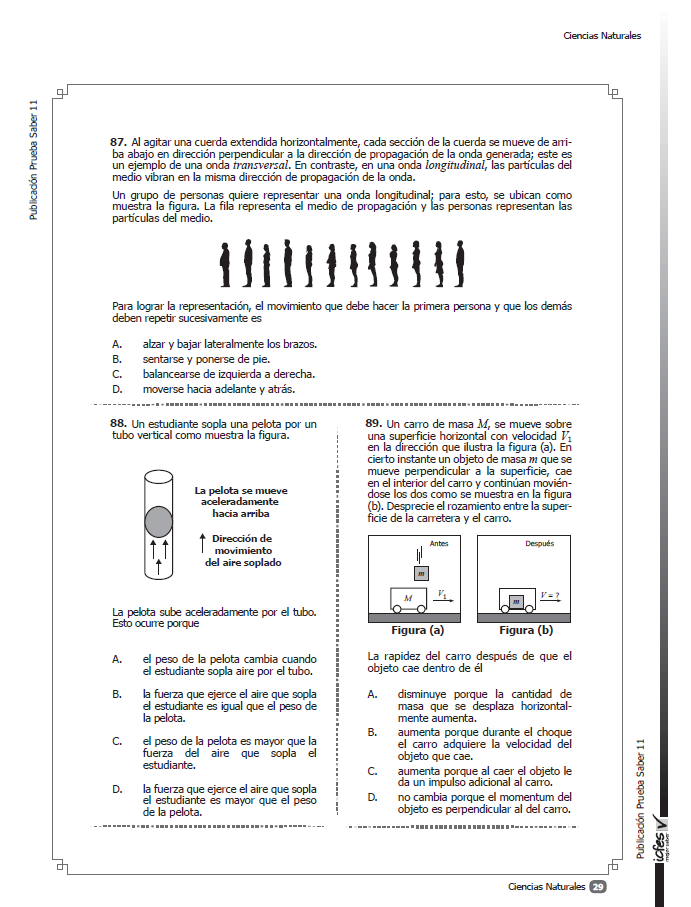 Ciencias Naturales
Publicación Prueba Saber 11
87. Al agitar una cuerda extendida horizontalmente, cada sección de la cuerda se mueve de arri-
ba abajo en dirección perpendicular a la dirección de propagación de la onda generada; este es
un ejemplo de una onda transversal. En contraste, en una onda longitudinal, las partículas del
medio vibran en la misma dirección de propagación de la onda.
Un grupo de personas quiere representar una onda longitudinal; para esto, se ubican como
muestra la figura. La fila representa el medio de propagación y las personas representan las
partículas del medio.
Para lograr la representación, el movimiento que debe hacer la primera persona y que los demás
deben repetir sucesivamente es
A. alzar y bajar lateralmente los brazos.
B. sentarse y ponerse de pie.
C. balancearse de izquierda a derecha.
D. moverse hacia adelante y atrás.
88. Un estudiante sopla una pelota por un
tubo vertical como muestra la figura.
La pelota se mueve
aceleradamente
hacia arriba
Dirección de
movimiento
del aire soplado
La pelota sube aceleradamente por el tubo.
Esto ocurre porque
A. el peso de la pelota cambia cuando
el estudiante sopla aire por el tubo.
B. la fuerza que ejerce el aire que sopla
el estudiante es igual que el peso de
la pelota.
C. el peso de la pelota es mayor que la
fuerza del aire que sopla el
estudiante.
D. la fuerza que ejerce el aire que sopla
el estudiante es mayor que el peso
de la pelota.
89. Un carro de masa M, se mueve sobre
una superficie horizontal con velocidad V₁
en la dirección que ilustra la figura (a). En
cierto instante un objeto de masa m que se
mueve perpendicular a la superficie, cae
en el interior del carro y continúan movién-
dose los dos como se muestra en la figura
(b). Desprecie el rozamiento entre la super-
ficie de la carretera y el carro.
Antes
m
M
V₁
Figura (a)
Después
m
V = ?
Figura (b)
La rapidez del carro después de que el
objeto cae dentro de él
A. disminuye porque la cantidad de
masa que se desplaza horizontal-
mente aumenta.
B. aumenta porque durante el choque
el carro adquiere la velocidad del
objeto que cae.
C. aumenta porque al caer el objeto le
da un impulso adicional al carro.
D. no cambia porque el momentum del
objeto es perpendicular al del carro.
Publicación Prueba Saber 11
icfes
mejor saber
Ciencias Naturales 29